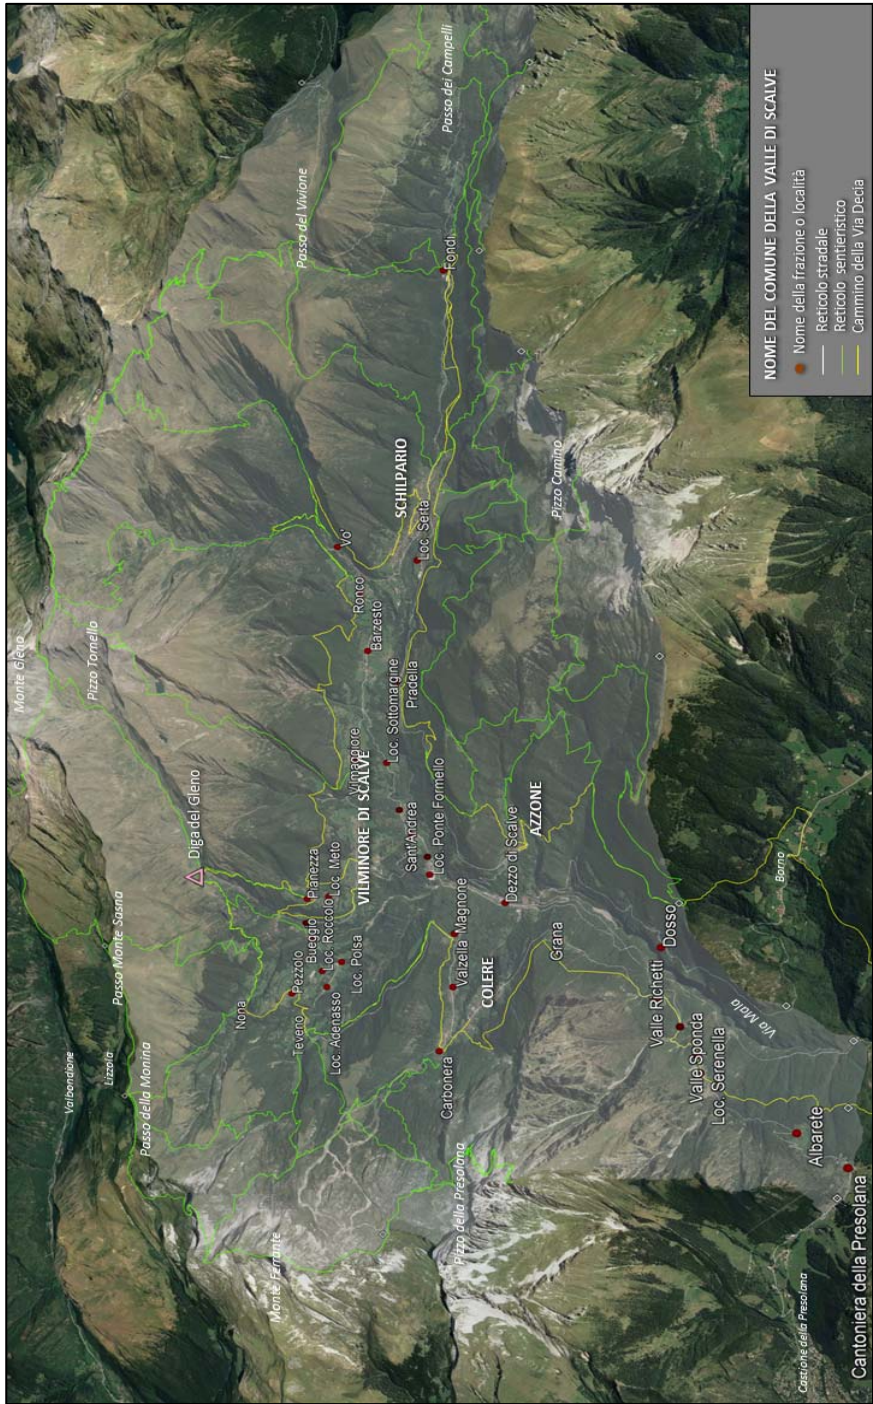 Valbondione
Lizzola
Passo della Monina
Passo Monte Sasna
Monte Gleno
Pizzo Tornello
Diga del Gleno
Passo del Vivione
Passo dei Campelli
Monte Ferrante
Nona
Pezzolo
Teveno
Bueggio
Pianezza
Loc. Roccolo
Loc. Meto
Loc. Adenasso
Loc. Polsa
VILMINORE DI SCALVE
Vilmaggiore
Barzesto
Ronco
Vo'
SCHILPARIO
Loc. Serta
Fondi
Loc. Sottomargine
Pradella
Sant'Andrea
Loc. Ponte Formello
Carbonera
Valzella
Magnone
COLERE
Pizzo della Presolana
Dezzo di Scalve
AZZONE
Grana
Pizzo Camino
Dosso
Valle Richetti
Valle Sponda
Loc. Serenella
Via Mala
Borno
Albarete
Castione della Presolana
Cantoniera della Presolana
NOME DEL COMUNE DELLA VALLE DI SCALVE
Nome della frazione o località
Reticolo stradale
Reticolo sentieristico
Cammino della Via Decia